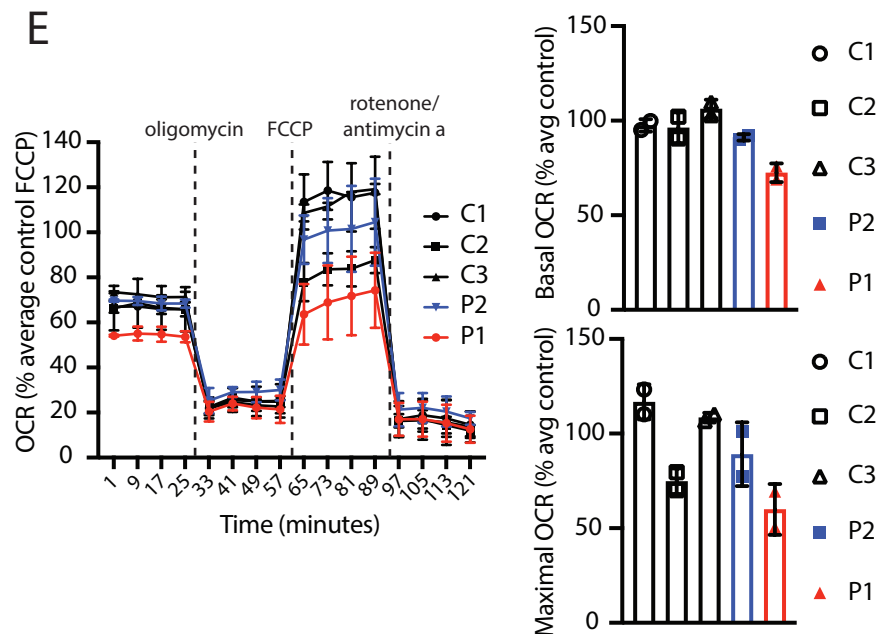 E
oligomycin
FCCP
rotenone/
antimycin a
OCR (% average control FCCP)
140
120
100
80
60
40
20
0
1
9
17
25
33
41
49
57
65
73
81
89
97
105
113
121
Time (minutes)
C1
C2
C3
P2
P1
Basal OCR (% avg control)
150
100
50
0
C1
C2
C3
P2
P1
Maximal OCR (% avg control)
150
100
50
0
C1
C2
C3
P2
P1